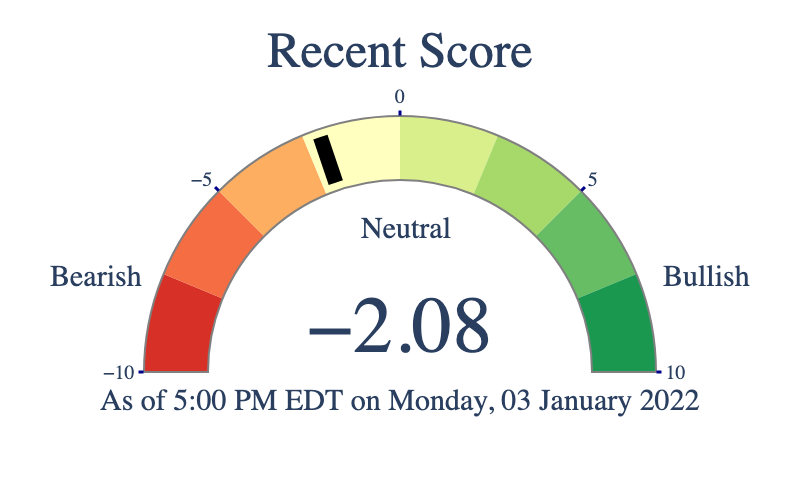 Recent Score
0
−5
5
Neutral
Bearish
Bullish
−2.08
−10
10
As of 5:00 PM EDT on Monday, 03 January 2022